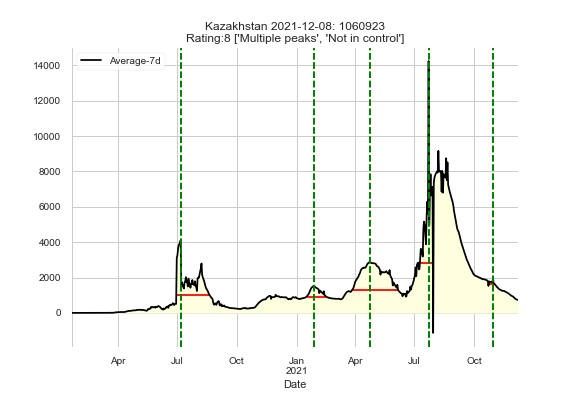 Kazakhstan 2021-12-08: 1060923
Rating:8 ['Multiple peaks', 'Not in control']
Average-7d
14000
12000
10000
8000
6000
4000
2000
0
Apr Jul Oct Jan Apr Jul Oct
2021
Date